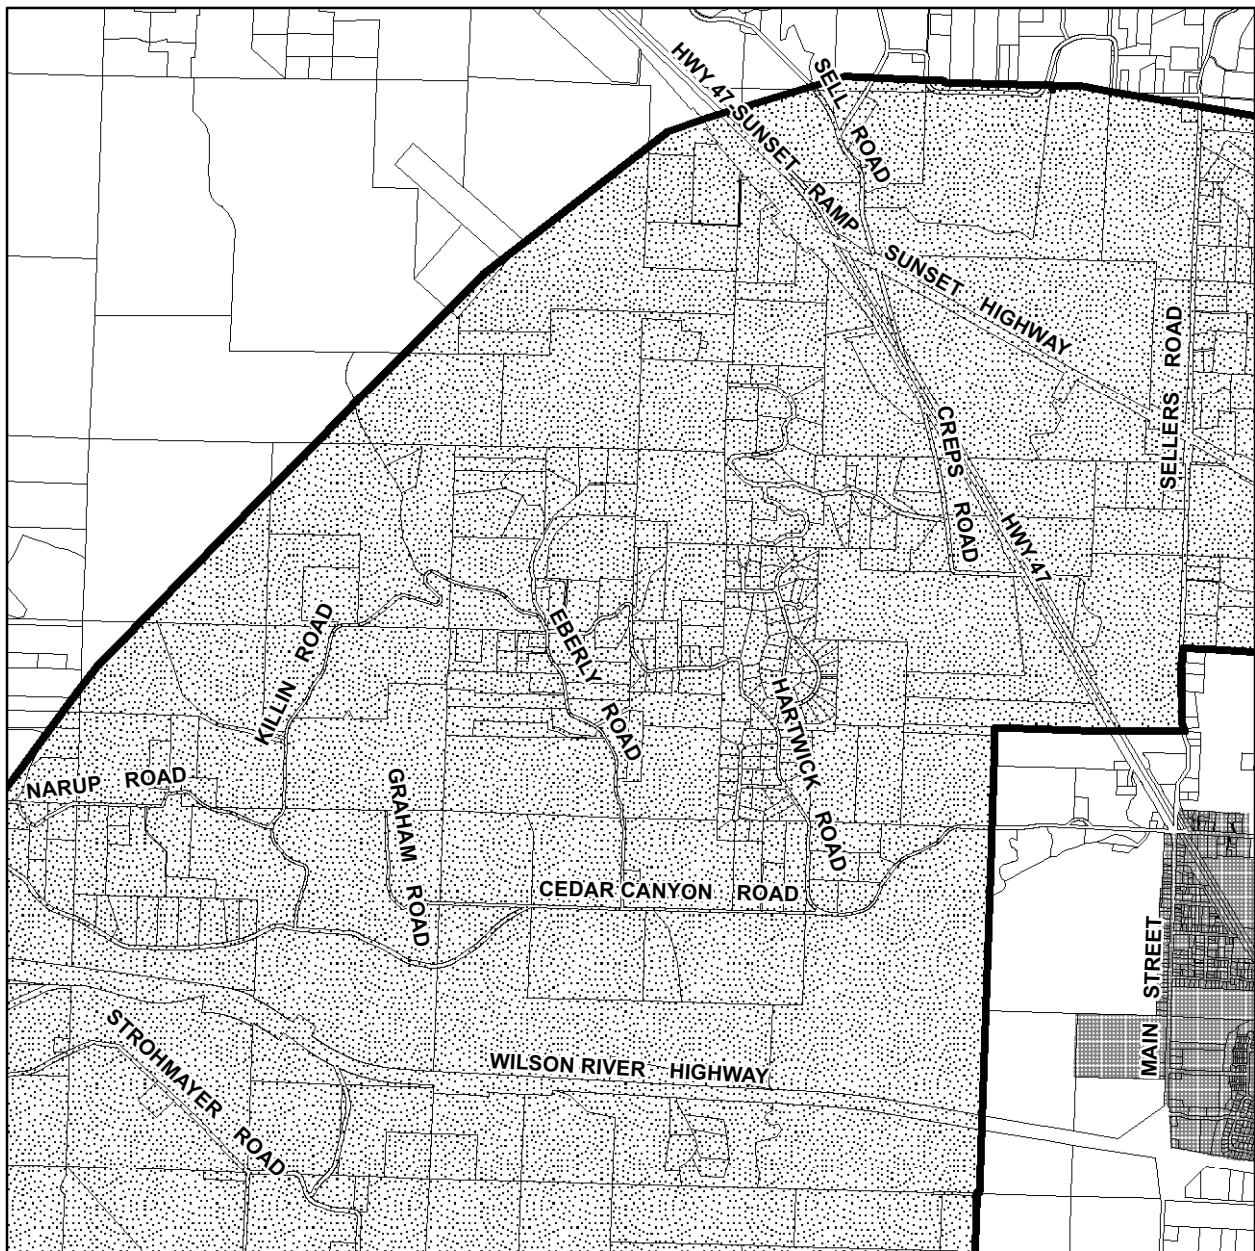 HWY 47-SUNSET RAMP
SELL ROAD
SUNSET HIGHWAY
SELLERS ROAD
CREPS ROAD
HWY 47
KILLIN ROAD
EBERLY ROAD
HARTWICK ROAD
NARUP ROAD
GRAHAM ROAD
CEDAR CANYON ROAD
MAIN STREET
STROHMAYER ROAD
WILSON RIVER HIGHWAY